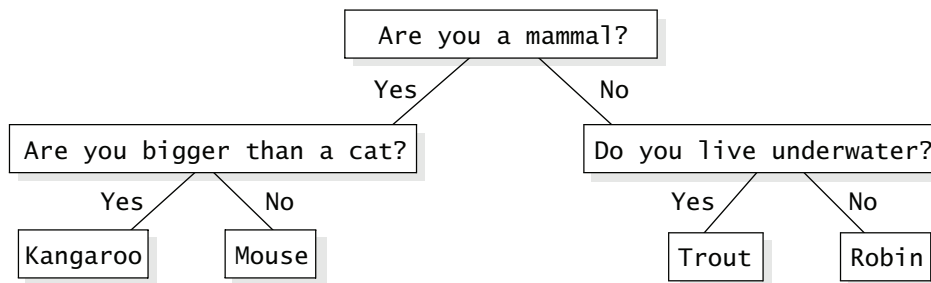 Are you a mammal?
Yes No
Are you bigger than a cat? Do you live underwater?
Yes No Yes No
Kangaroo Mouse Trout Robin